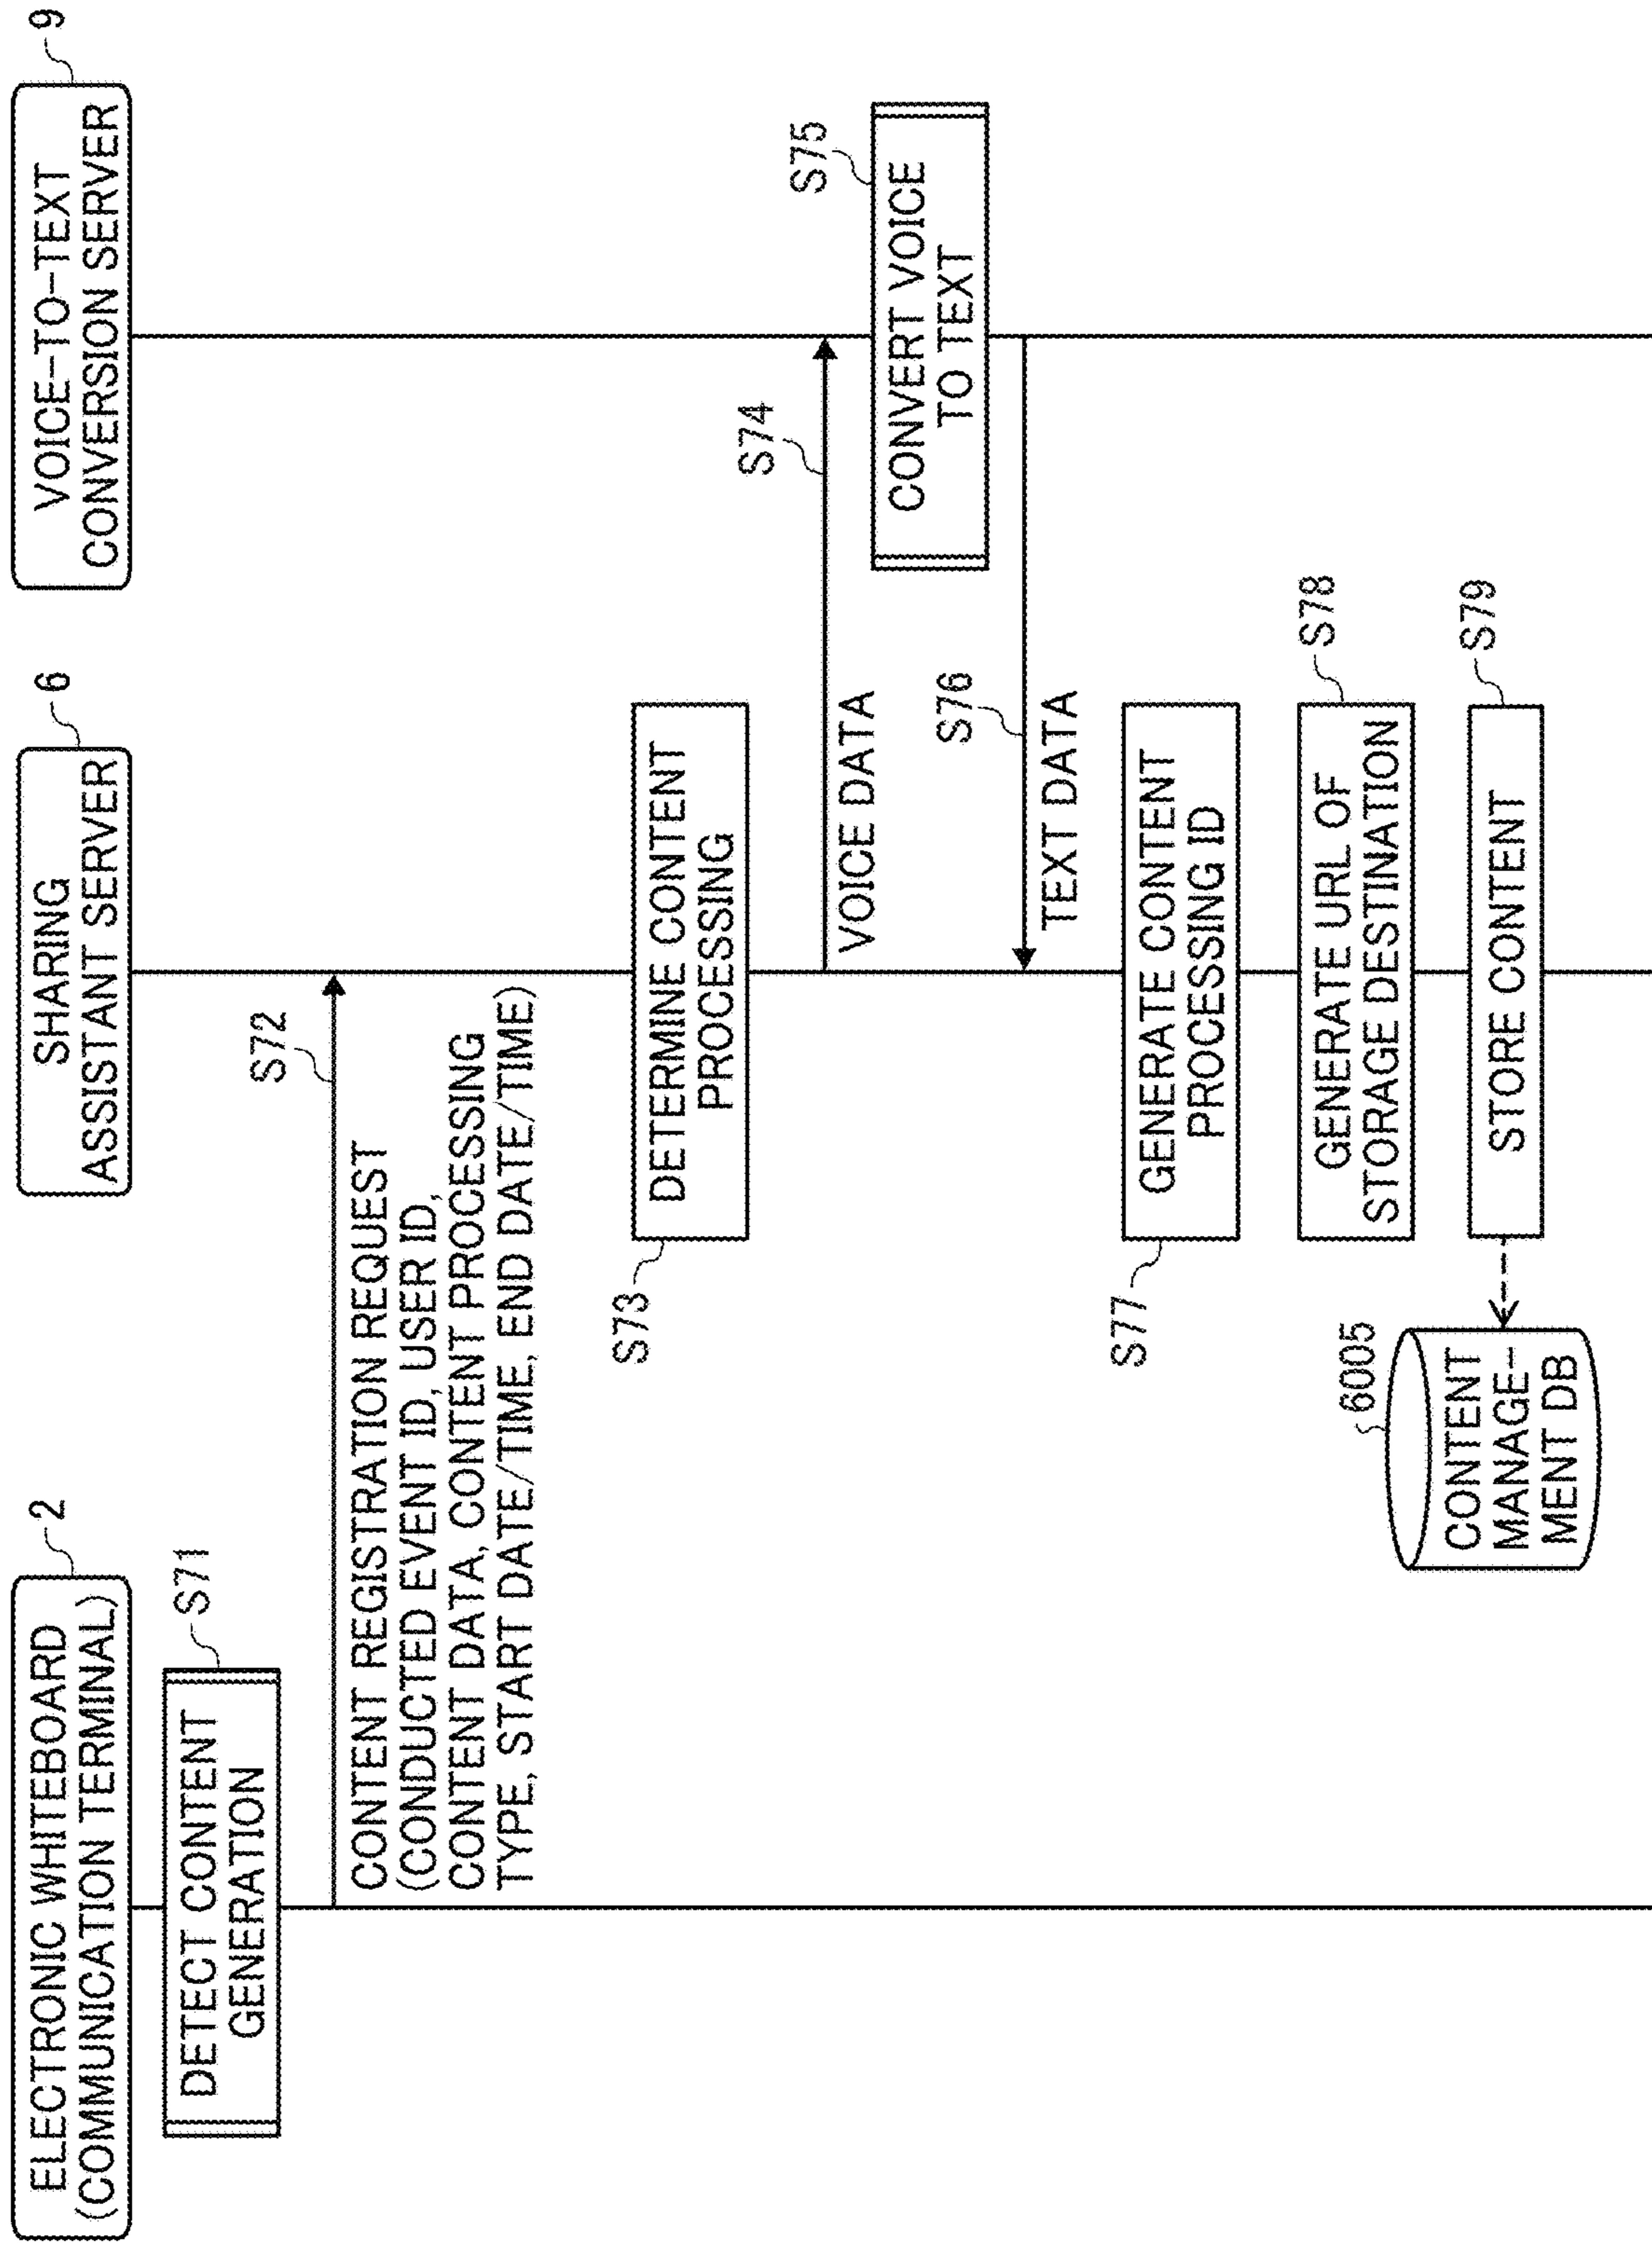 ELECTRONIC WHITEBOARD
(COMMUNICATION TERMINAL)
2
SHARING
ASSISTANT SERVER
6
VOICE-TO-TEXT
CONVERSION SERVER
9
DETECT CONTENT
GENERATION
S71
S72
CONTENT REGISTRATION REQUEST
(CONDUCTED EVENT ID, USER ID,
CONTENT DATA, CONTENT PROCESSING
TYPE, START DATE/TIME, END DATE/TIME)
S73
DETERMINE CONTENT
PROCESSING
S74
VOICE DATA
S75
CONVERT VOICE
TO TEXT
S76
TEXT DATA
S77
GENERATE CONTENT
PROCESSING ID
S78
GENERATE URL OF
STORAGE DESTINATION
S79
STORE CONTENT
6005
CONTENT
MANAGE-
MENT DB